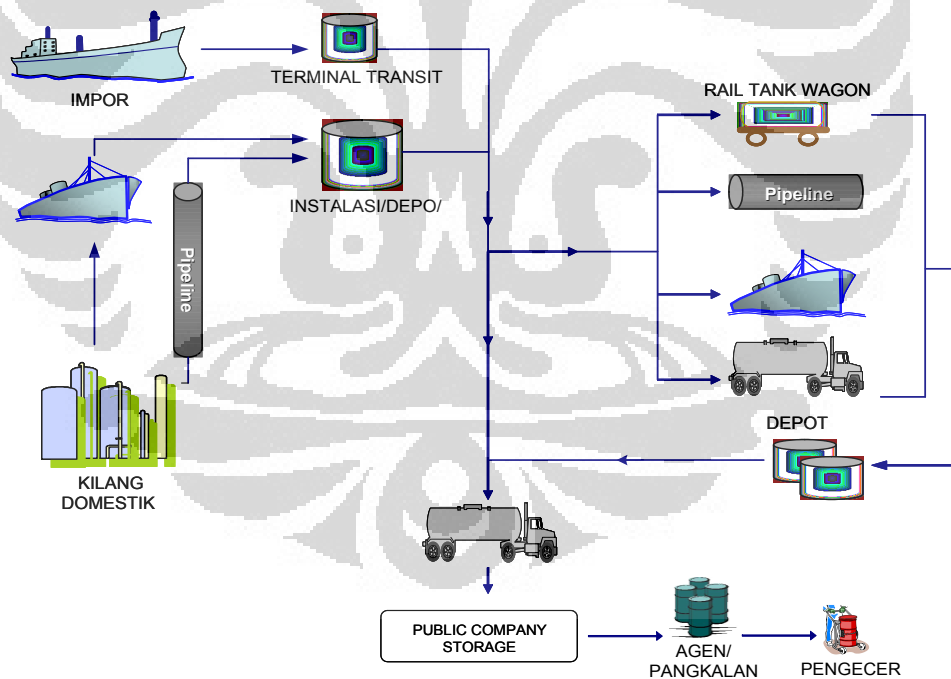 IMPOR
TERMINAL TRANSIT
INSTALASI/DEPO/
Pipeline
KILANG
DOMESTIK
RAIL TANK WAGON
Pipeline
DEPOT
PUBLIC COMPANY
STORAGE
AGEN/
PANGKALAN
PENGECER